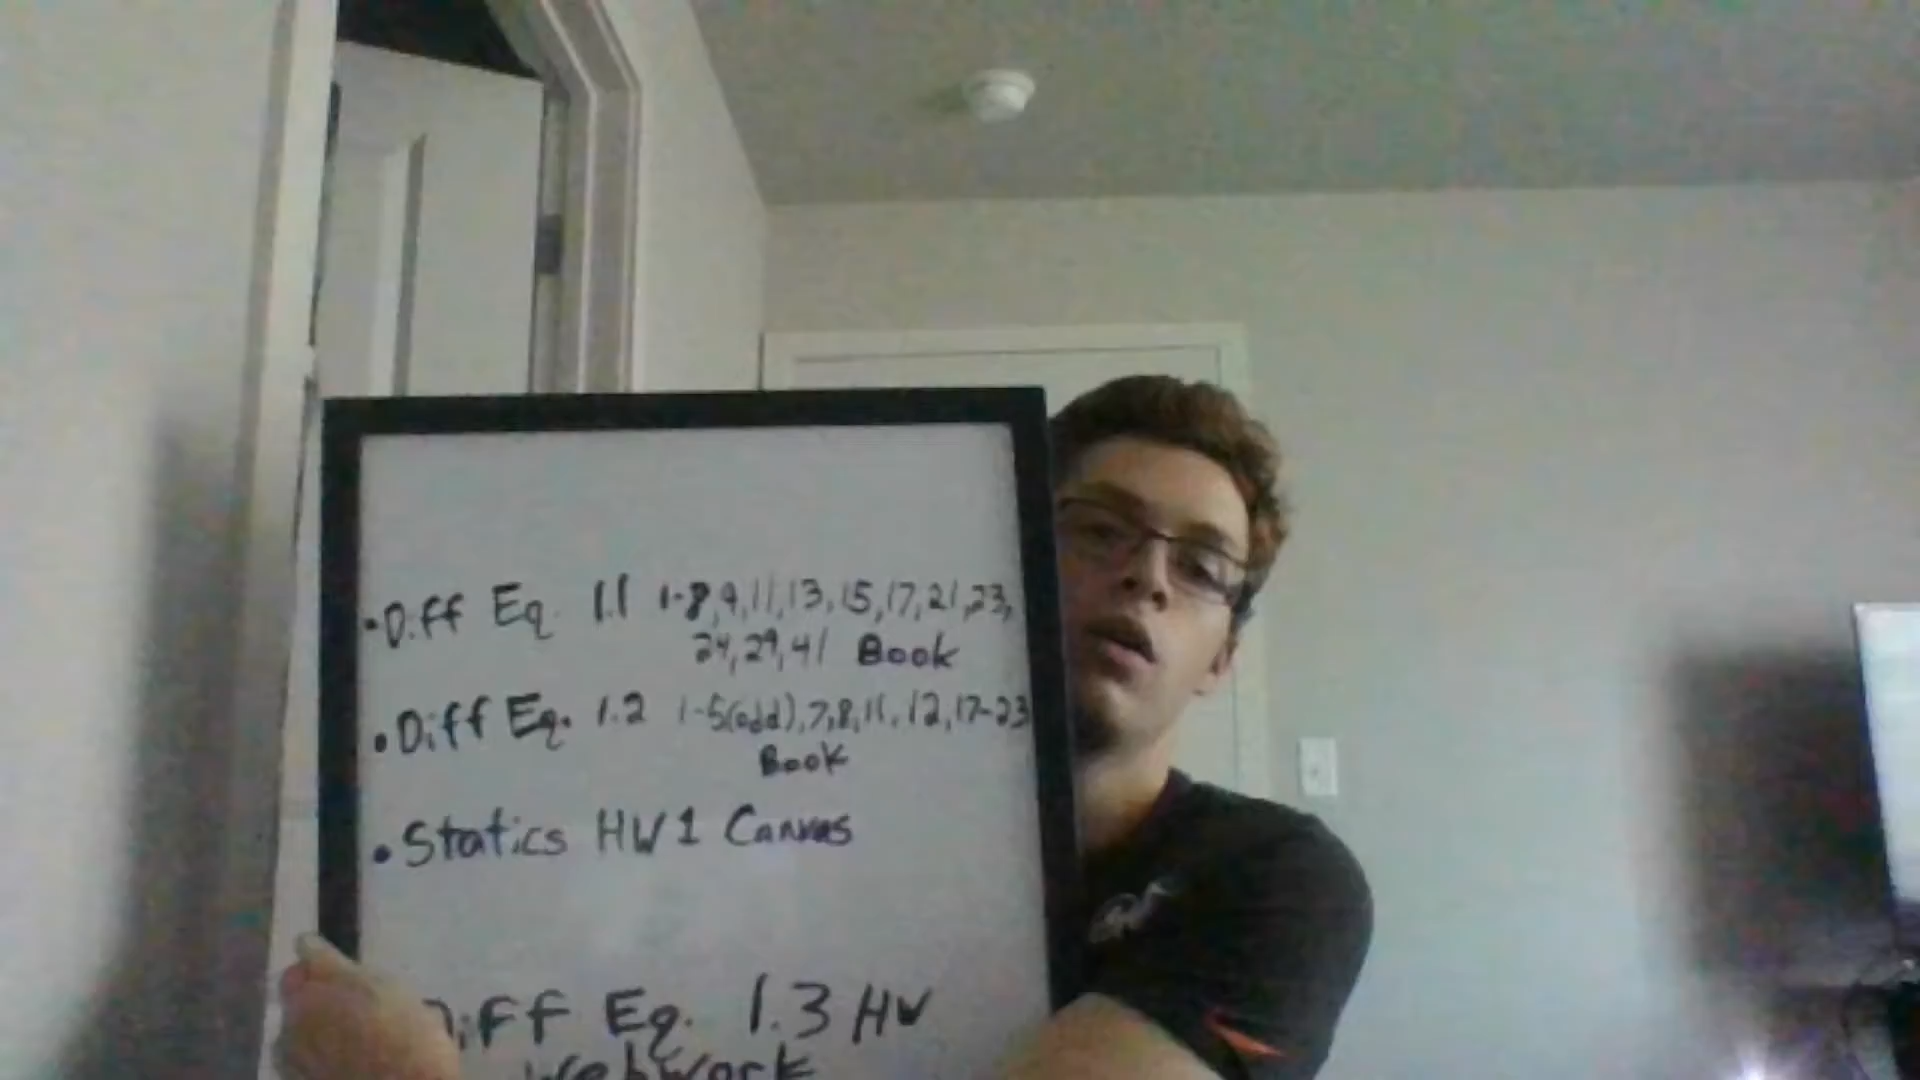 • Diff Eq. 1.1 1-8,9,11,13,15,17,21,23,
24,29,41 Book
• Diff Eq. 1.2 1-5(odd),7,8,11,12,17-23
Book
• Statics HW1 Canvas
Diff Eq. 1.3 HW
WebWork